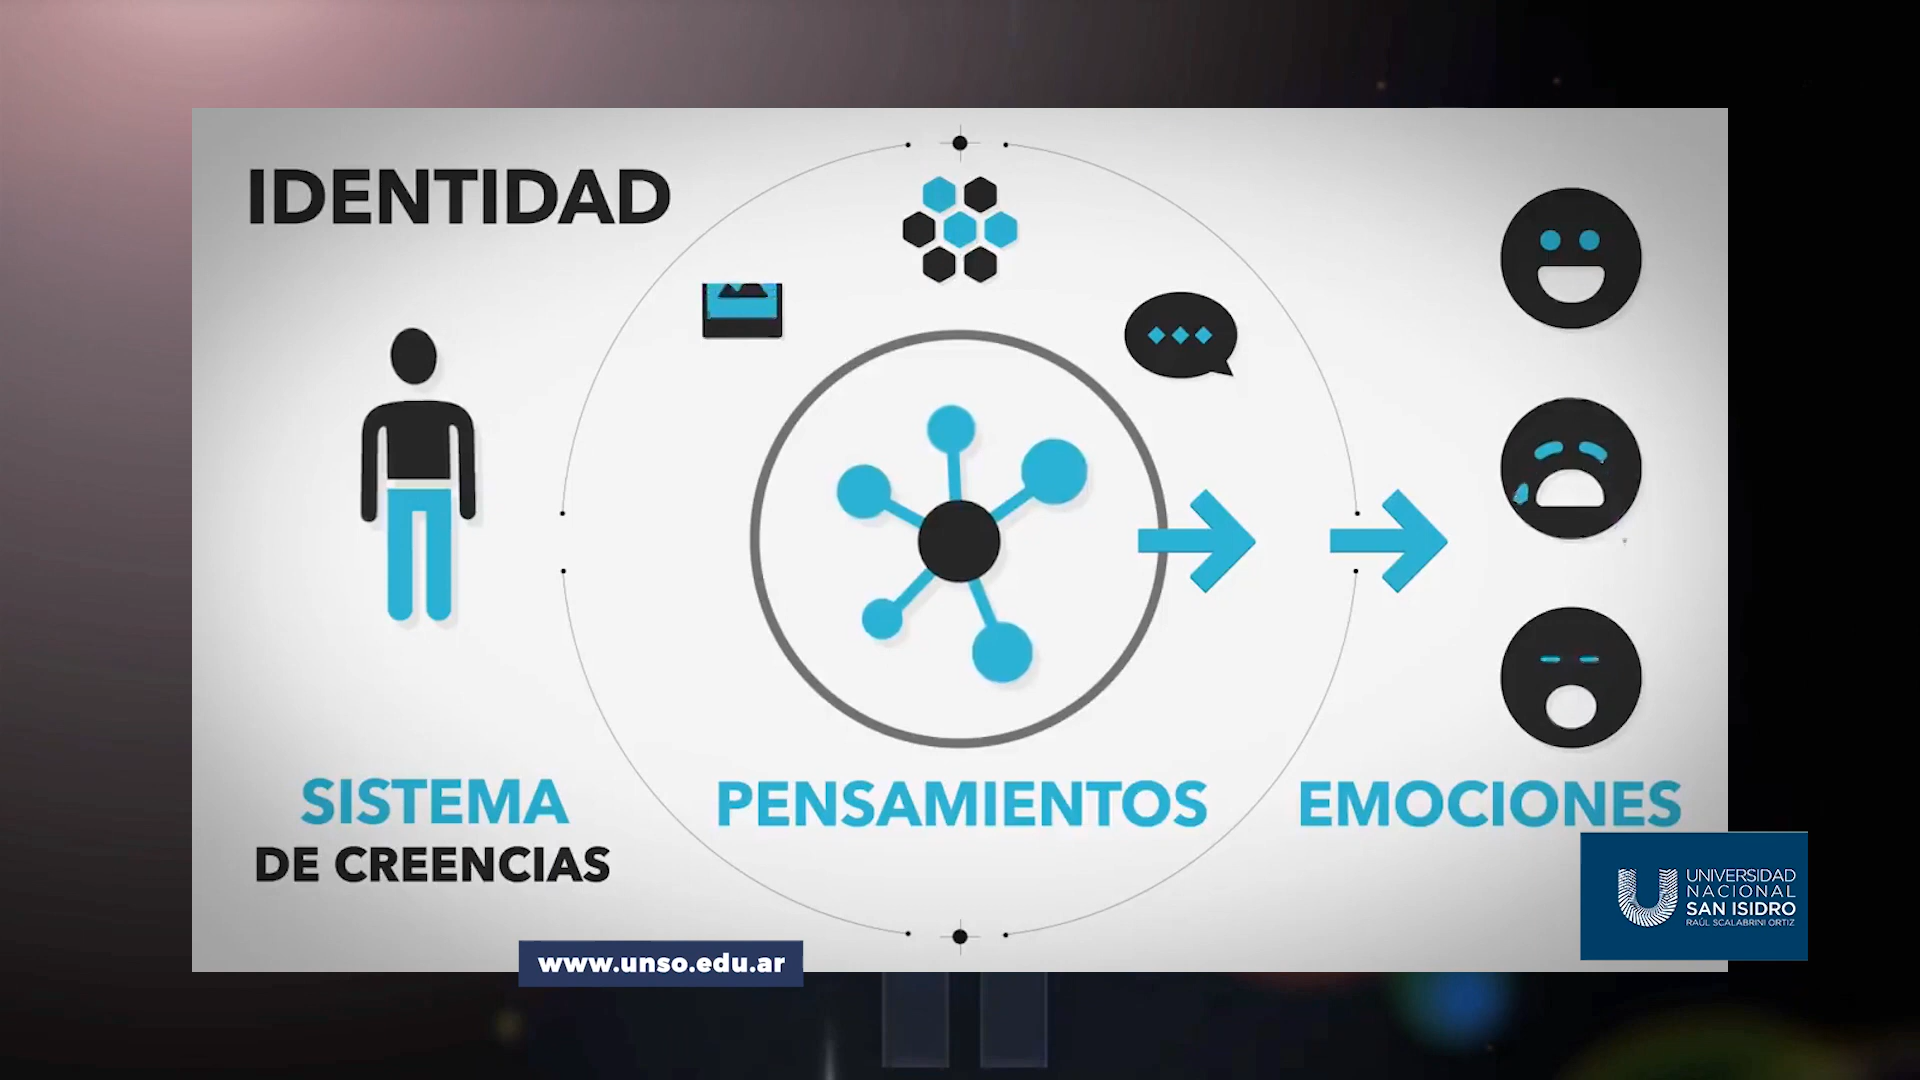 IDENTIDAD
SISTEMA
DE CREENCIAS
PENSAMIENTOS
EMOCIONES
UNIVERSIDAD
NACIONAL
SAN ISIDRO
RAÚL SCALABRINI ORTIZ
www.unso.edu.ar